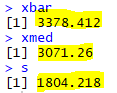 > xbar
[1] 3378.412
> xmed
[1] 3071.26
> s
[1] 1804.218